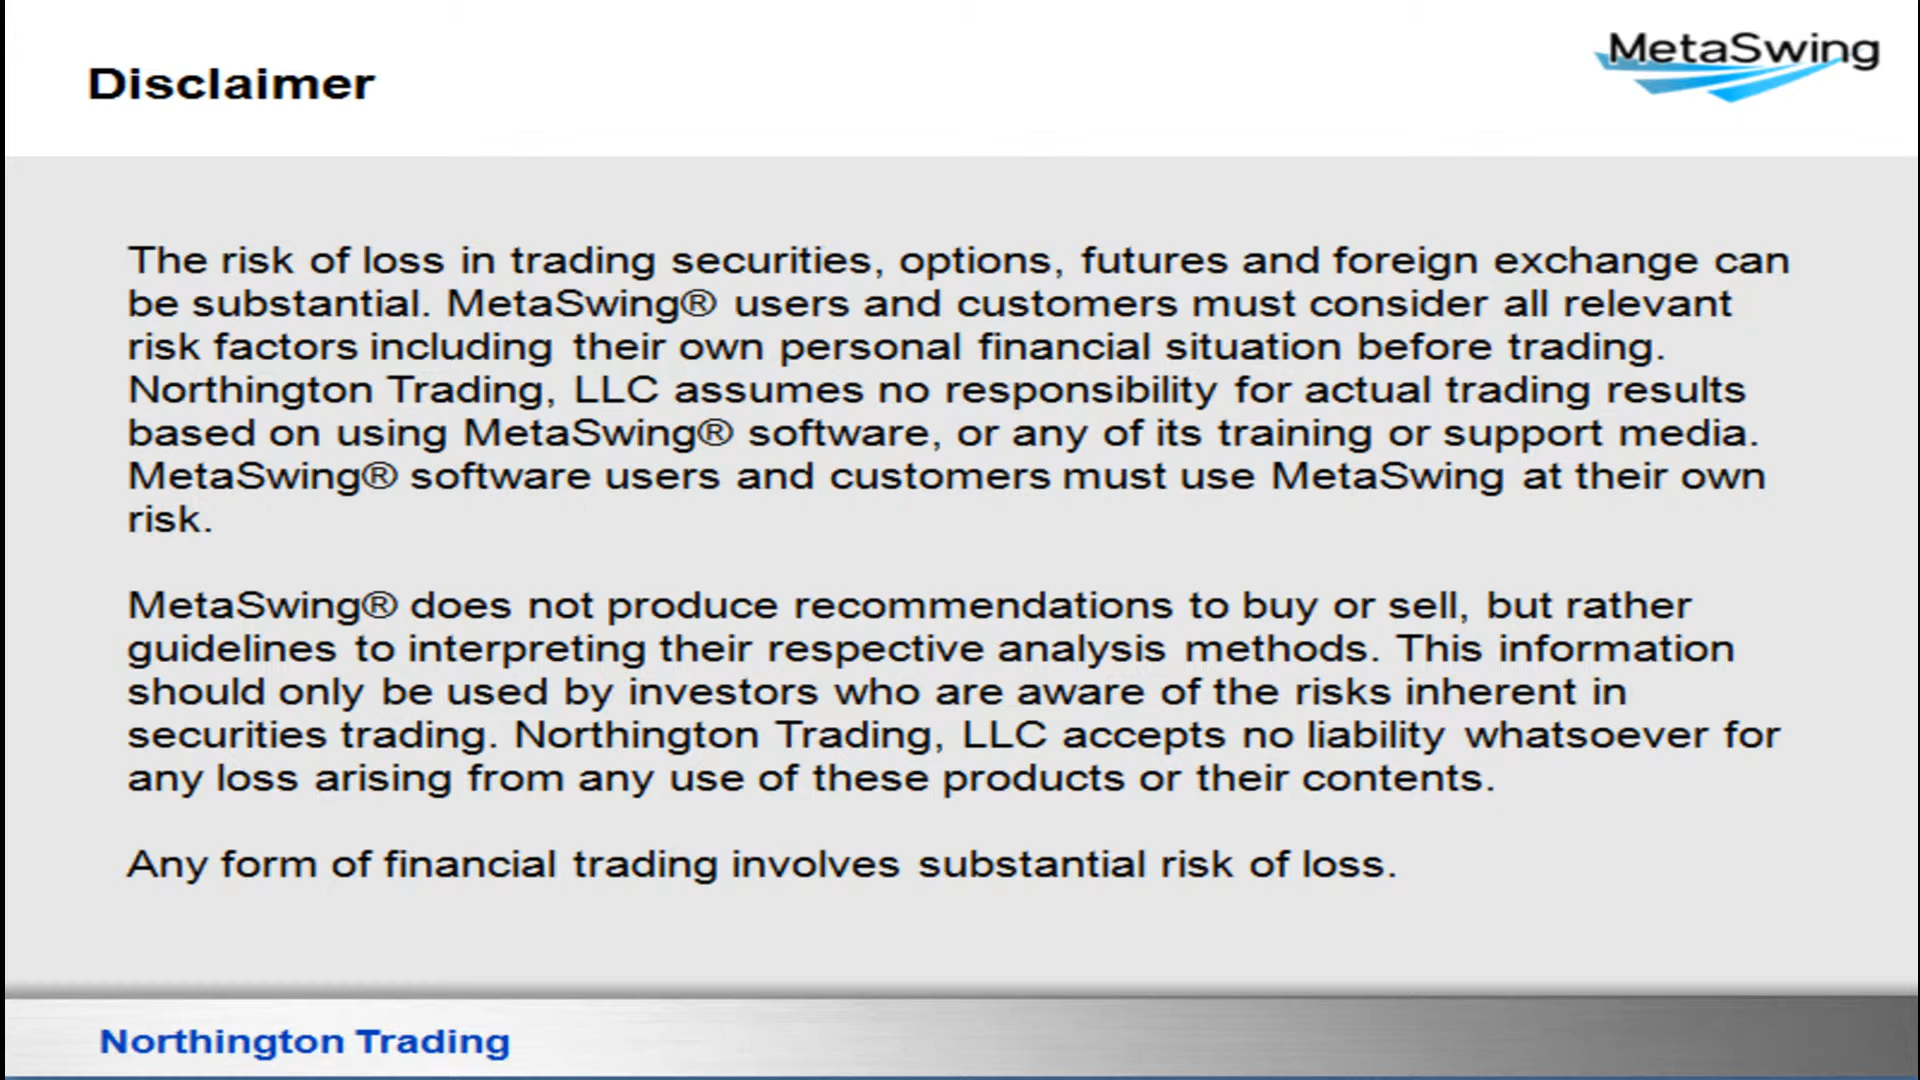 MetaSwing
Disclaimer
The risk of loss in trading securities, options, futures and foreign exchange can
be substantial. MetaSwing® users and customers must consider all relevant
risk factors including their own personal financial situation before trading.
Northington Trading, LLC assumes no responsibility for actual trading results
based on using MetaSwing® software, or any of its training or support media.
MetaSwing® software users and customers must use MetaSwing at their own
risk.
MetaSwing® does not produce recommendations to buy or sell, but rather
guidelines to interpreting their respective analysis methods. This information
should only be used by investors who are aware of the risks inherent in
securities trading. Northington Trading, LLC accepts no liability whatsoever for
any loss arising from any use of these products or their contents.
Any form of financial trading involves substantial risk of loss.
Northington Trading